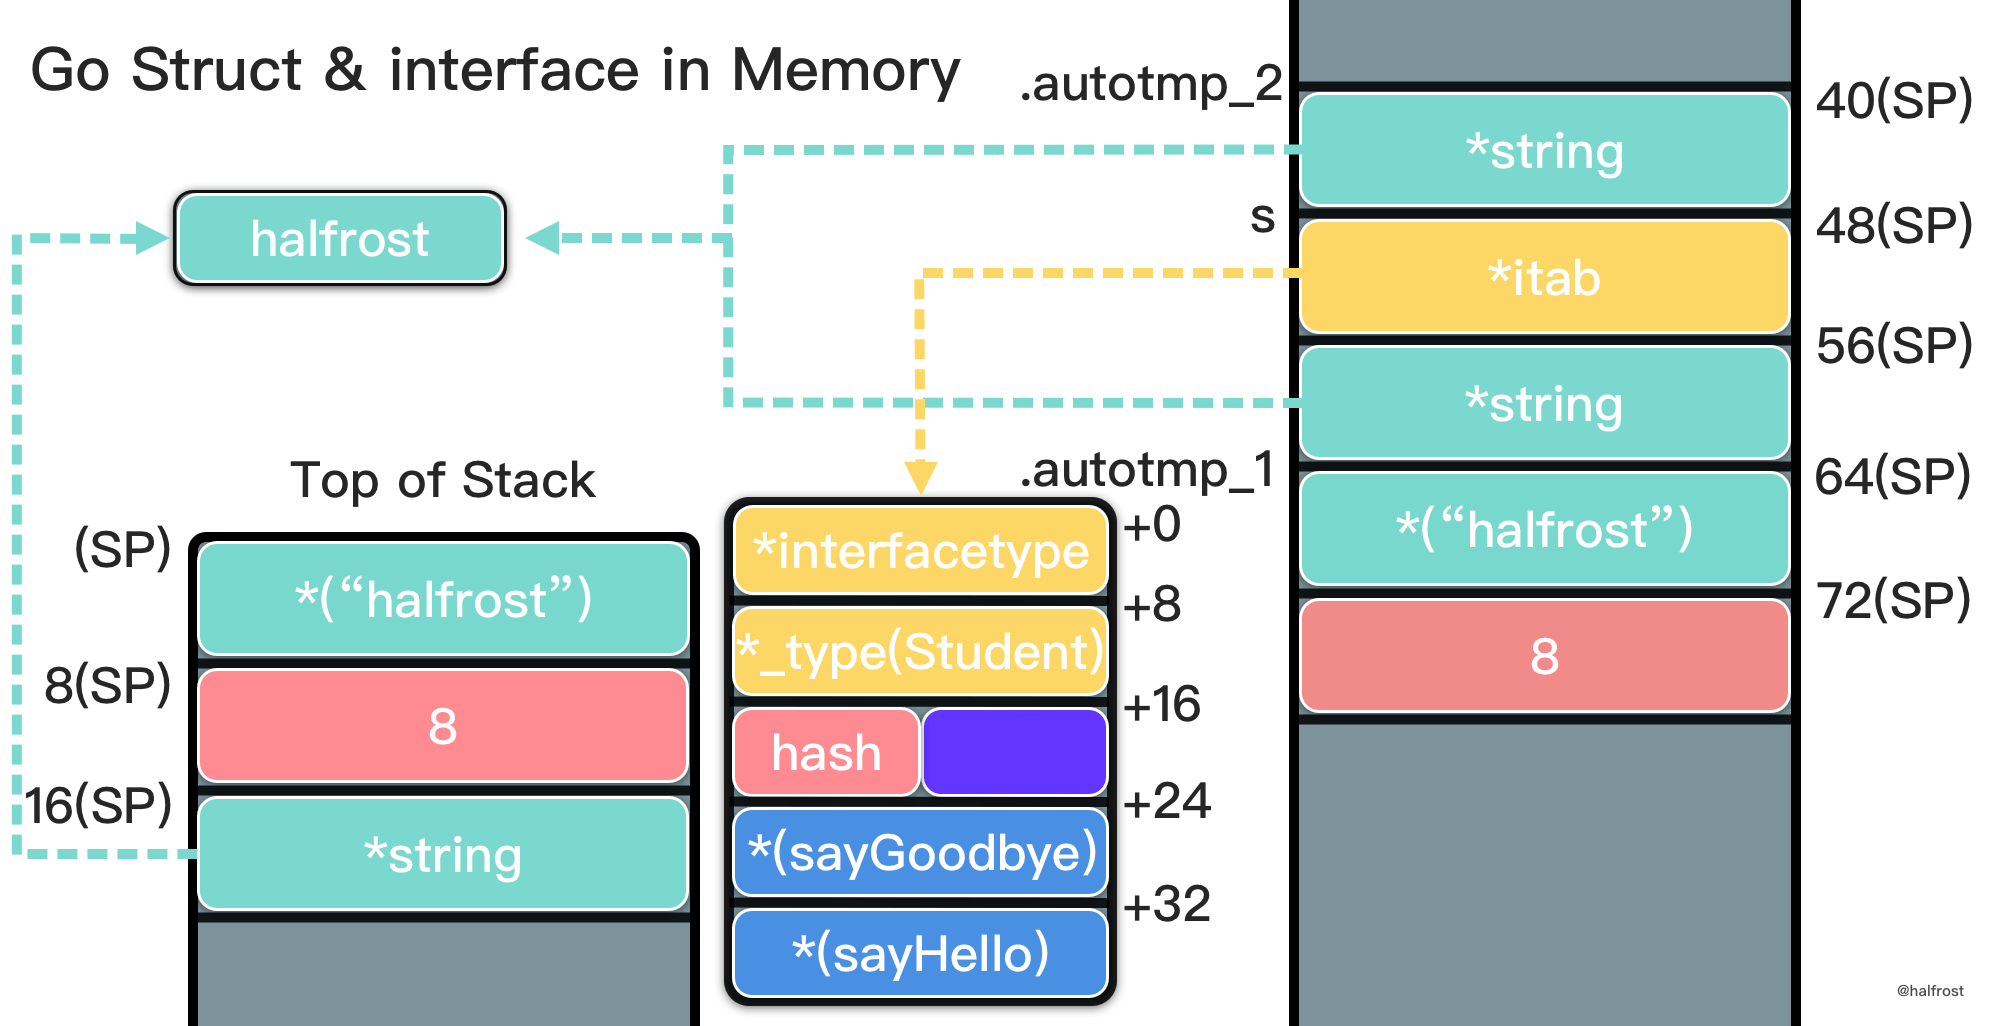 Go Struct & interface in Memory
halfrost
Top of Stack
(SP)
*(“halfrost”)
8(SP)
8
16(SP)
*string
*interfacetype
+0
*_type(Student)
+8
hash
+16
*(sayGoodbye)
+24
*(sayHello)
+32
.autotmp_2
*string
40(SP)
s
*itab
48(SP)
*string
56(SP)
.autotmp_1
*(“halfrost”)
64(SP)
8
72(SP)
@halfrost